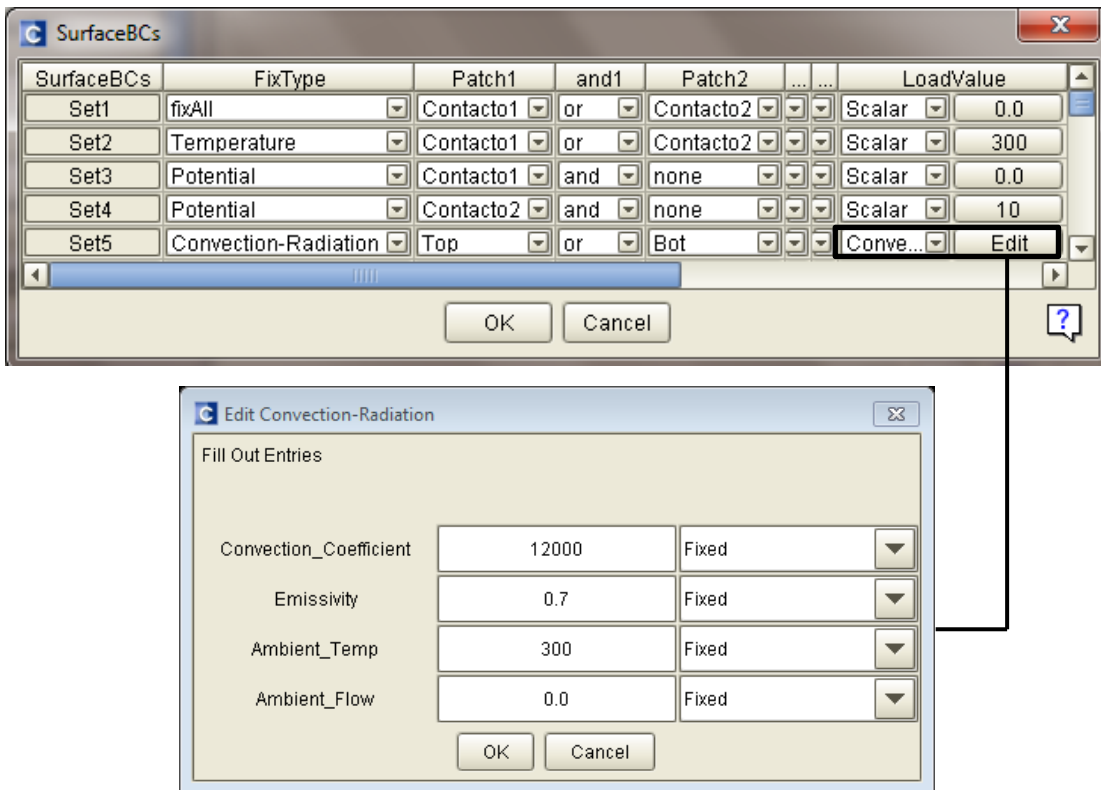 SurfaceBCs
SurfaceBCs FixType Patch1 and1 Patch2 ... ... LoadValue
Set1 fixAll Contacto1 or Contacto2 Scalar 0.0
Set2 Temperature Contacto1 or Contacto2 Scalar 300
Set3 Potential Contacto1 and none Scalar 0.0
Set4 Potential Contacto2 and none Scalar 10
Set5 Convection-Radiation Top or Bot Conve... Edit
OK Cancel ?
Edit Convection-Radiation
Fill Out Entries
Convection_Coefficient 12000 Fixed
Emissivity 0.7 Fixed
Ambient_Temp 300 Fixed
Ambient_Flow 0.0 Fixed
OK Cancel